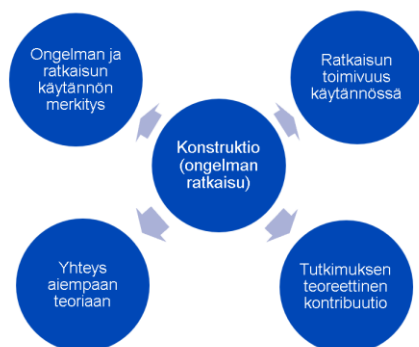 Ongelman ja
ratkaisun
käytännön
merkitys
Ratkaisun
toimivuus
käytännössä
Konstruktio
(ongelman
ratkaisu)
Yhteys
aiempaan
teoriaan
Tutkimuksen
teoreettinen
kontribuutio